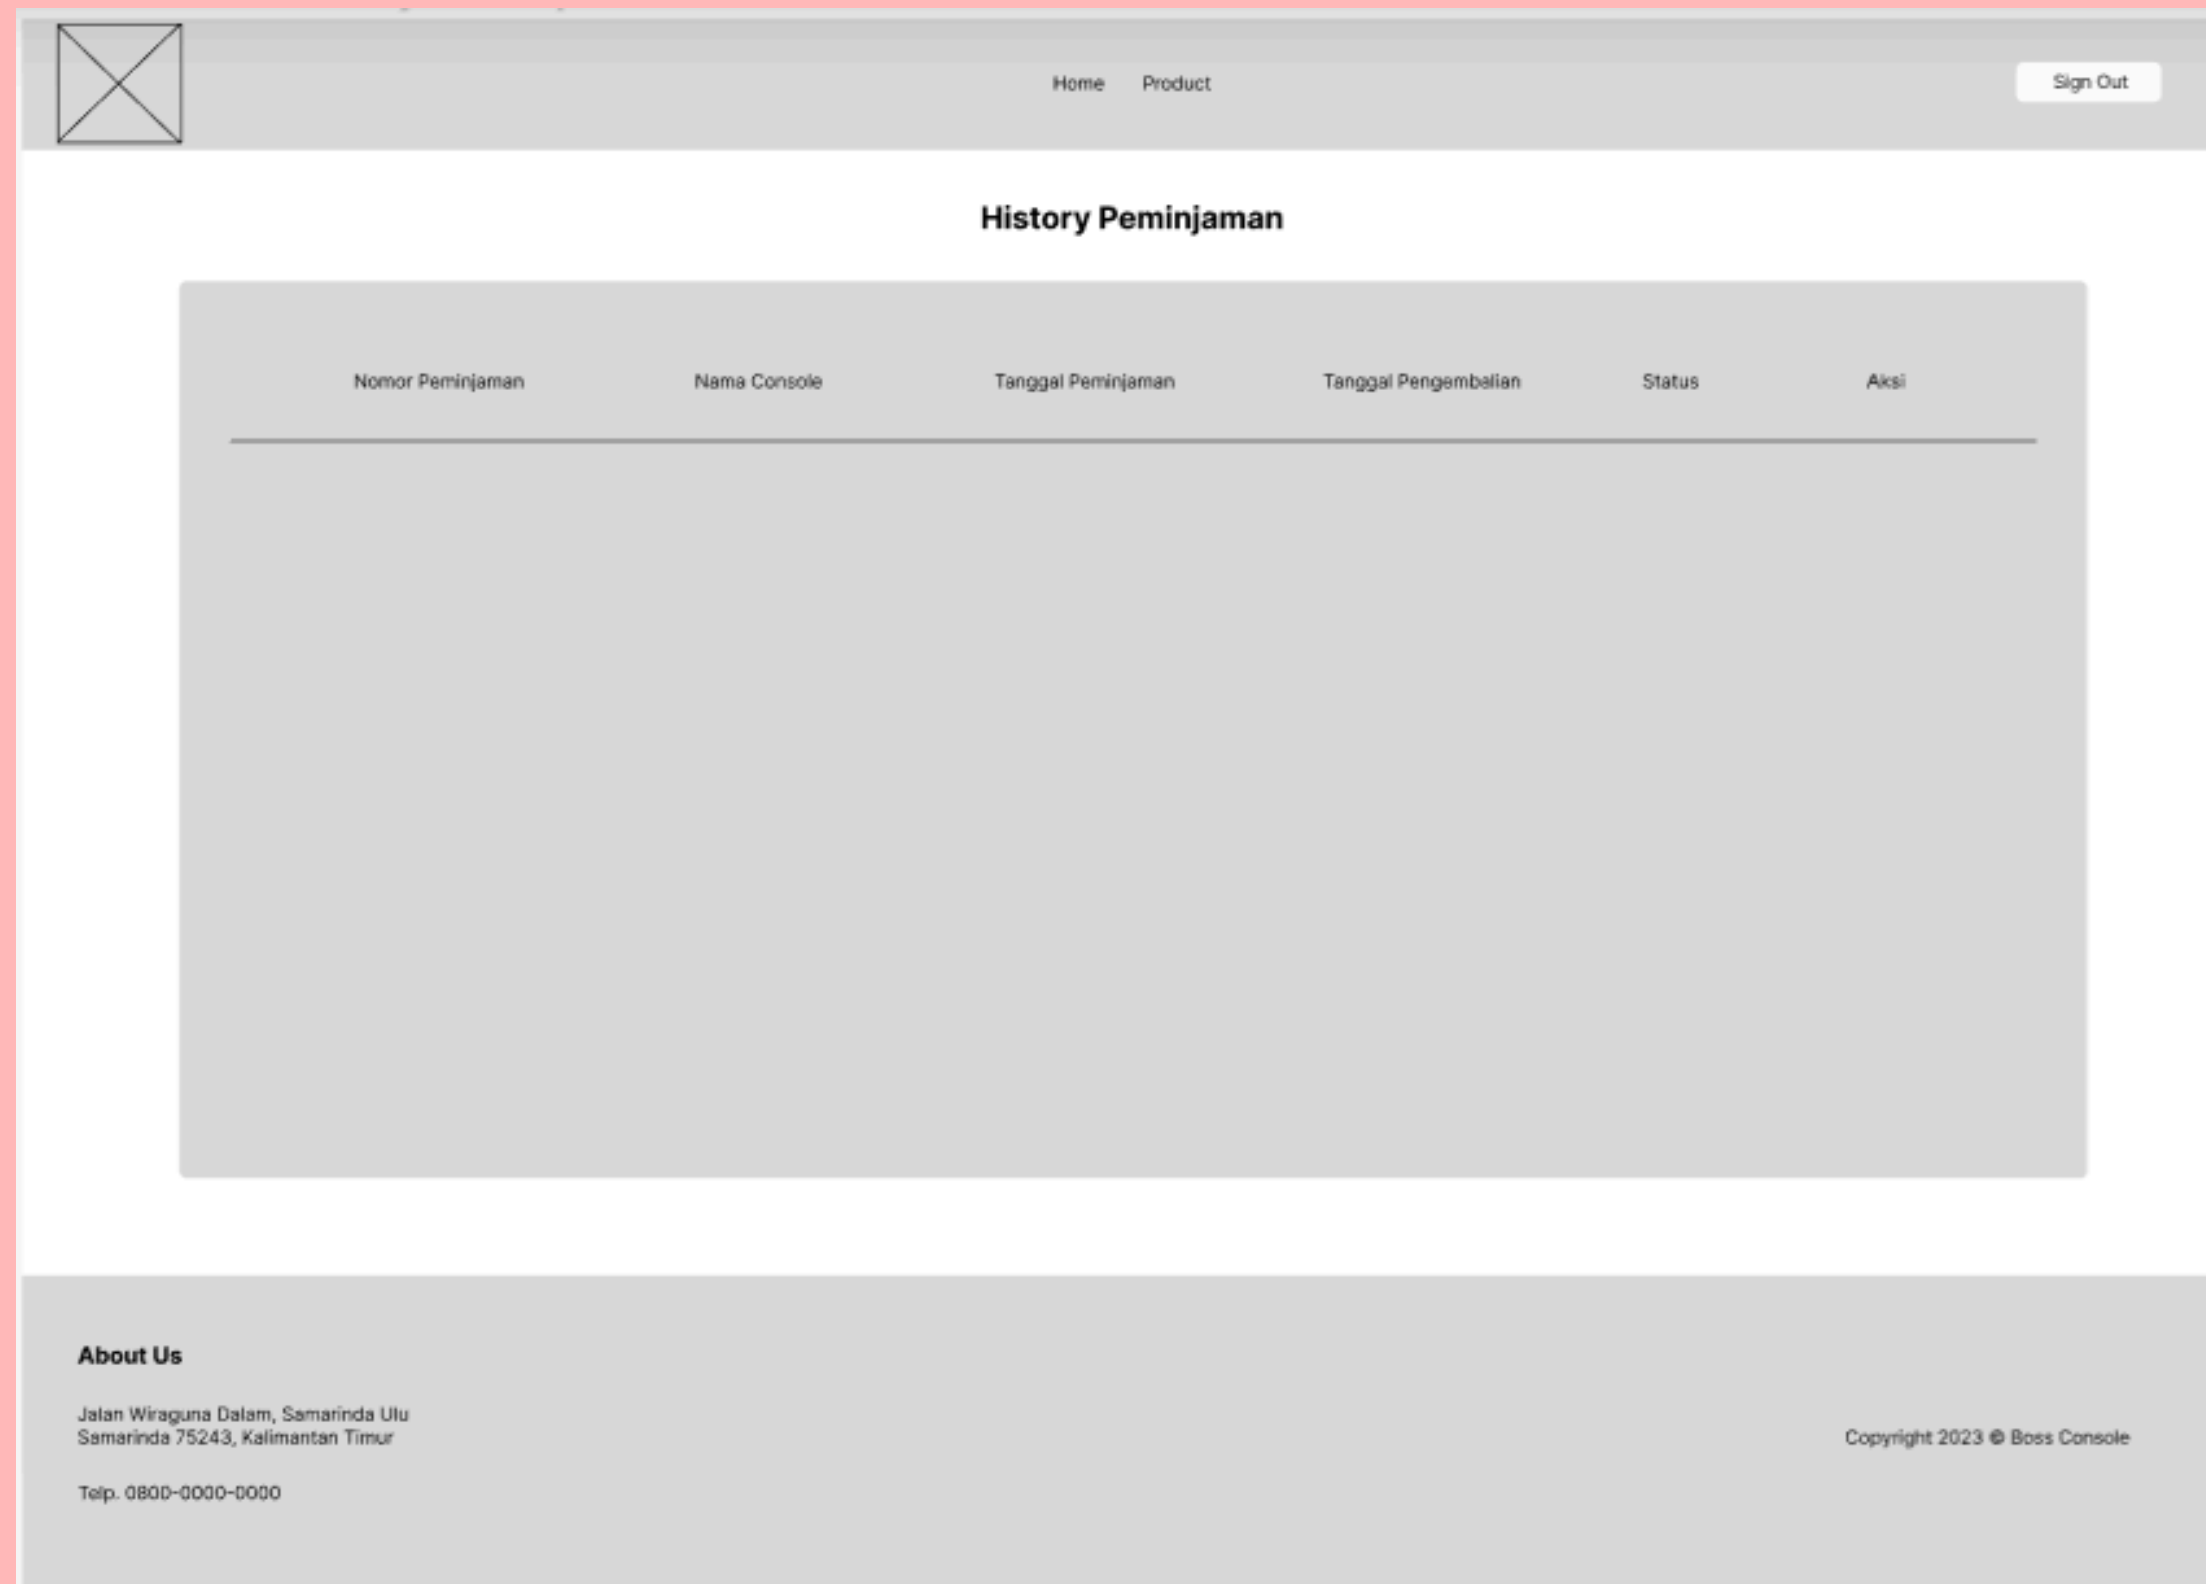 Home Product Sign Out
History Peminjaman
Nomor Peminjaman Nama Console Tanggal Peminjaman Tanggal Pengembalian Status Aksi
About Us
Jalan Wiraguna Dalam, Samarinda Ulu
Samarinda 75243, Kalimantan Timur
Copyright 2023 © Boss Console
Telp. 0800-0000-0000